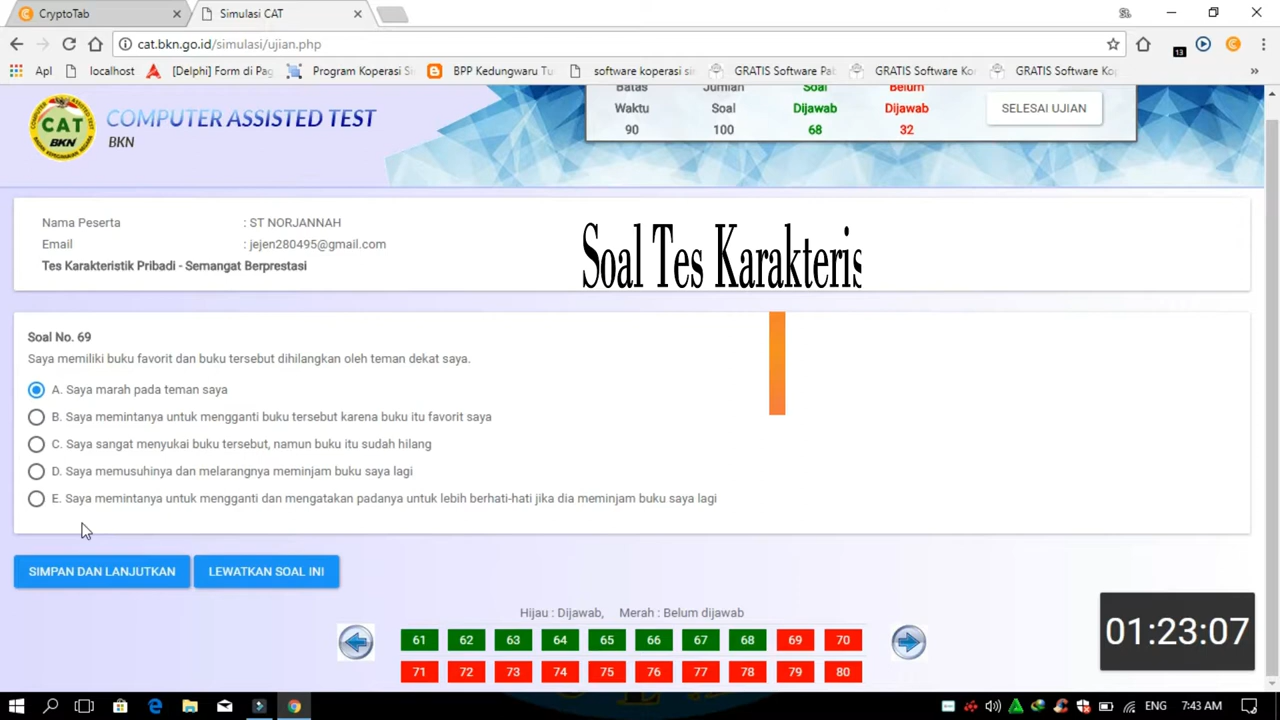 CryptoTab
Simulasi CAT
cat.bkn.go.id/simulasi/ujian.php
13
Apl
localhost
[Delphi] Form di Pag
Program Koperasi Si
BPP Kedungwaru Tu
software koperasi sir
GRATIS Software Pak
GRATIS Software Kop
GRATIS Software Kop
»
CAT
BKN
COMPUTER ASSISTED TEST
BKN
Batas Jumlah Soal Belum
Waktu Soal Dijawab Dijawab
90 100 68 32
SELESAI UJIAN
Nama Peserta : ST NORJANNAH
Email : jejen280495@gmail.com
Tes Karakteristik Pribadi - Semangat Berprestasi
Soal Tes Karakteris
Soal No. 69
Saya memiliki buku favorit dan buku tersebut dihilangkan oleh teman dekat saya.
A. Saya marah pada teman saya
B. Saya memintanya untuk mengganti buku tersebut karena buku itu favorit saya
C. Saya sangat menyukai buku tersebut, namun buku itu sudah hilang
D. Saya memusuhinya dan melarangnya meminjam buku saya lagi
E. Saya memintanya untuk mengganti dan mengatakan padanya untuk lebih berhati-hati jika dia meminjam buku saya lagi
SIMPAN DAN LANJUTKAN
LEWATKAN SOAL INI
Hijau : Dijawab, Merah : Belum dijawab
61 62 63 64 65 66 67 68 69 70
71 72 73 74 75 76 77 78 79 80
01:23:07
ENG 7:43 AM